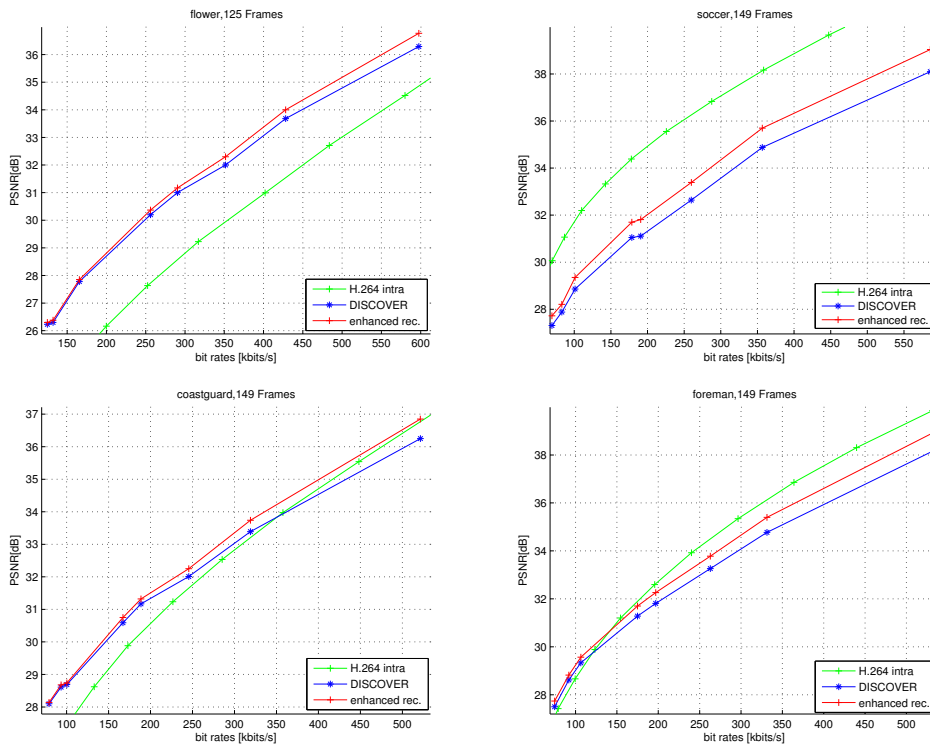 flower,125 Frames
36
35
34
33
32
31
30
29
28
27
26
PSNR[dB]
150 200 250 300 350 400 450 500 550 600
bit rates [kbits/s]
H.264 intra
DISCOVER
enhanced rec.
soccer,149 Frames
38
36
34
32
30
28
PSNR[dB]
100 150 200 250 300 350 400 450 500 550
bit rates [kbits/s]
H.264 intra
DISCOVER
enhanced rec.
coastguard,149 Frames
37
36
35
34
33
32
31
30
29
28
PSNR[dB]
100 150 200 250 300 350 400 450 500
bit rates [kbits/s]
H.264 intra
DISCOVER
enhanced rec.
foreman,149 Frames
38
36
34
32
30
28
PSNR[dB]
100 150 200 250 300 350 400 450 500
bit rates [kbits/s]
H.264 intra
DISCOVER
enhanced rec.